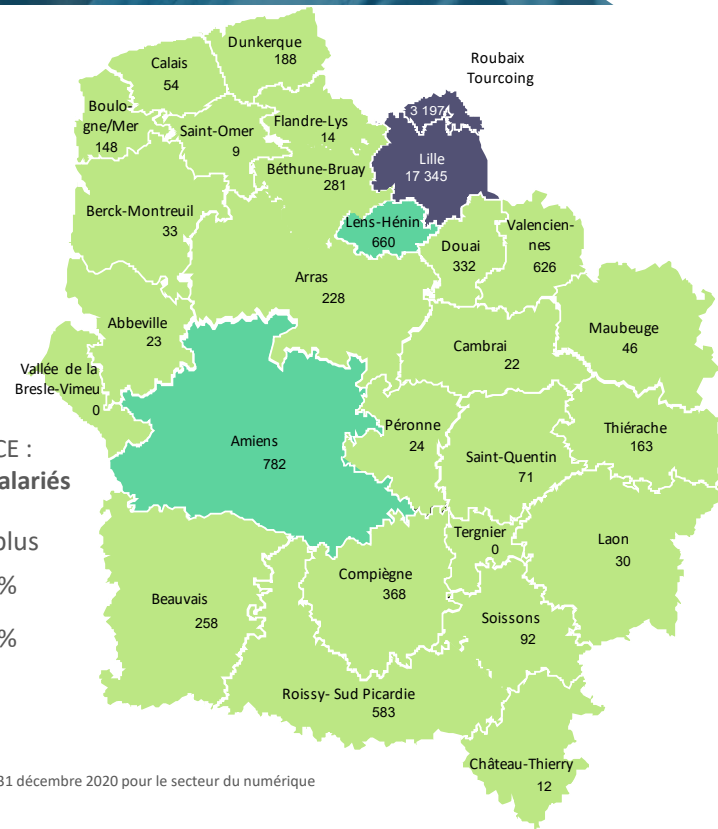 Dunkerque
188
Calais
54
Roubaix
Tourcoing
3 197
Boulo-
gne/Mer
148
Saint-Omer
9
Flandre-Lys
14
Lille
17 345
Béthune-Bruay
281
Berck-Montreuil
33
Lens-Hénin
660
Douai
332
Valencien-
nes
626
Arras
228
Abbeville
23
Cambrai
22
Maubeuge
46
Vallée de la
Bresle-Vimeu
0
Amiens
782
Péronne
24
Saint-Quentin
71
Thiérache
163
CE :
alariés
plus
%
%
Tergnier
0
Laon
30
Compiègne
368
Beauvais
258
Soissons
92
Roissy- Sud Picardie
583
Château-Thierry
12
31 décembre 2020 pour le secteur du numérique